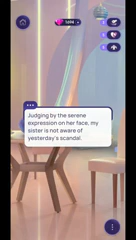 Judging by the serene
expression on her face, my
sister is not aware of
yesterday's scandal.